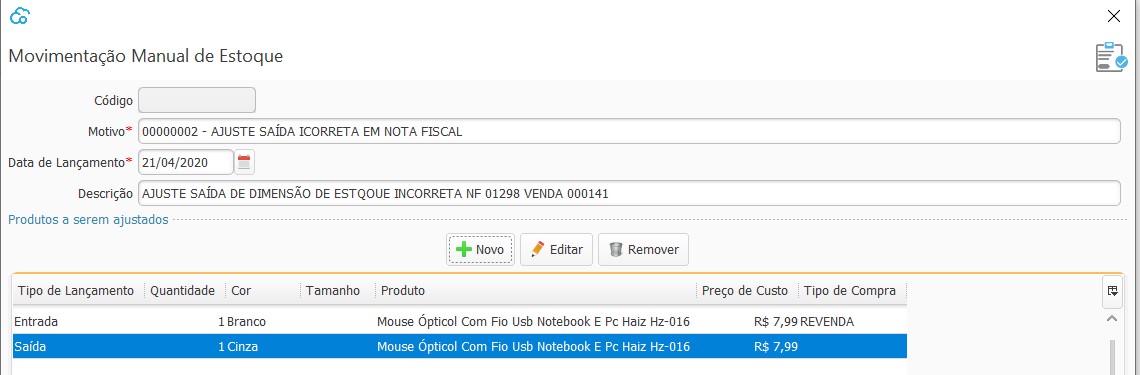 Movimentação Manual de Estoque
Código
Motivo* 00000002 - AJUSTE SAÍDA ICORRETA EM NOTA FISCAL
Data de Lançamento* 21/04/2020
Descrição AJUSTE SAÍDA DE DIMENSÃO DE ESTQOUE INCORRETA NF 01298 VENDA 000141
Produtos a serem ajustados
Novo Editar Remover
Tipo de Lançamento Quantidade Cor Tamanho Produto Preço de Custo Tipo de Compra
Entrada 1 Branco Mouse Ópticol Com Fio Usb Notebook E Pc Haiz Hz-016 R$ 7,99 REVENDA
Saída 1 Cinza Mouse Ópticol Com Fio Usb Notebook E Pc Haiz Hz-016 R$ 7,99